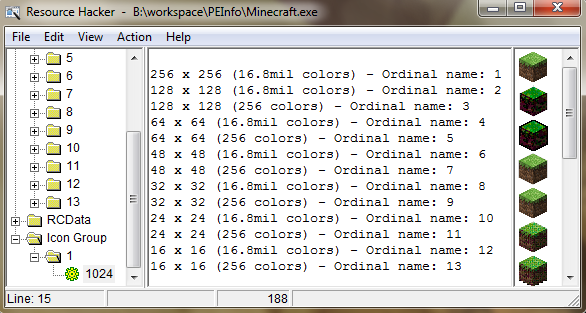 Resource Hacker - B:\workspace\PEInfo\Minecraft.exe
File Edit View Action Help
5
6
7
8
9
10
11
12
13
RCData
Icon Group
1
1024
256 x 256 (16.8mil colors) - Ordinal name: 1
128 x 128 (16.8mil colors) - Ordinal name: 2
128 x 128 (256 colors) - Ordinal name: 3
64 x 64 (16.8mil colors) - Ordinal name: 4
64 x 64 (256 colors) - Ordinal name: 5
48 x 48 (16.8mil colors) - Ordinal name: 6
48 x 48 (256 colors) - Ordinal name: 7
32 x 32 (16.8mil colors) - Ordinal name: 8
32 x 32 (256 colors) - Ordinal name: 9
24 x 24 (16.8mil colors) - Ordinal name: 10
24 x 24 (256 colors) - Ordinal name: 11
16 x 16 (16.8mil colors) - Ordinal name: 12
16 x 16 (256 colors) - Ordinal name: 13
Line: 15 188